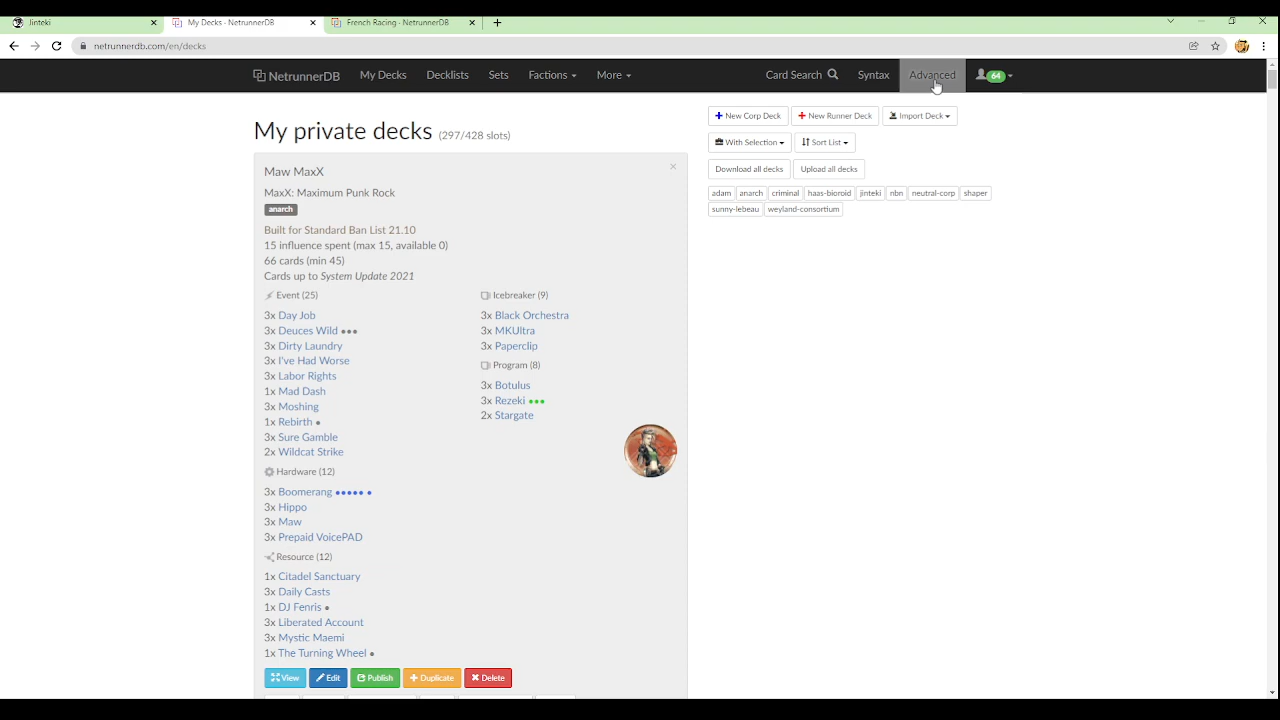 Jinteki
My Decks - NetrunnerDB
French Racing · NetrunnerDB
netrunnerdb.com/en/decks
NetrunnerDB My Decks Decklists Sets Factions More Card Search Syntax Advanced 64
My private decks (297/428 slots)
Maw MaxX
MaxX: Maximum Punk Rock
anarch
Built for Standard Ban List 21.10
15 influence spent (max 15, available 0)
66 cards (min 45)
Cards up to System Update 2021
Event (25)
3x Day Job
3x Deuces Wild
3x Dirty Laundry
3x I've Had Worse
3x Labor Rights
1x Mad Dash
3x Moshing
1x Rebirth
3x Sure Gamble
2x Wildcat Strike
Hardware (12)
3x Boomerang
3x Hippo
3x Maw
3x Prepaid VoicePAD
Resource (12)
1x Citadel Sanctuary
3x Daily Casts
1x DJ Fenris
3x Liberated Account
3x Mystic Maemi
1x The Turning Wheel
Icebreaker (9)
3x Black Orchestra
3x MKUltra
3x Paperclip
Program (8)
3x Botulus
3x Rezeki
2x Stargate
View Edit Publish Duplicate Delete
New Corp Deck New Runner Deck Import Deck
With Selection Sort List
Download all decks Upload all decks
adam anarch criminal haas-bioroid jinteki nbn neutral-corp shaper
sunny-lebeau weyland-consortium